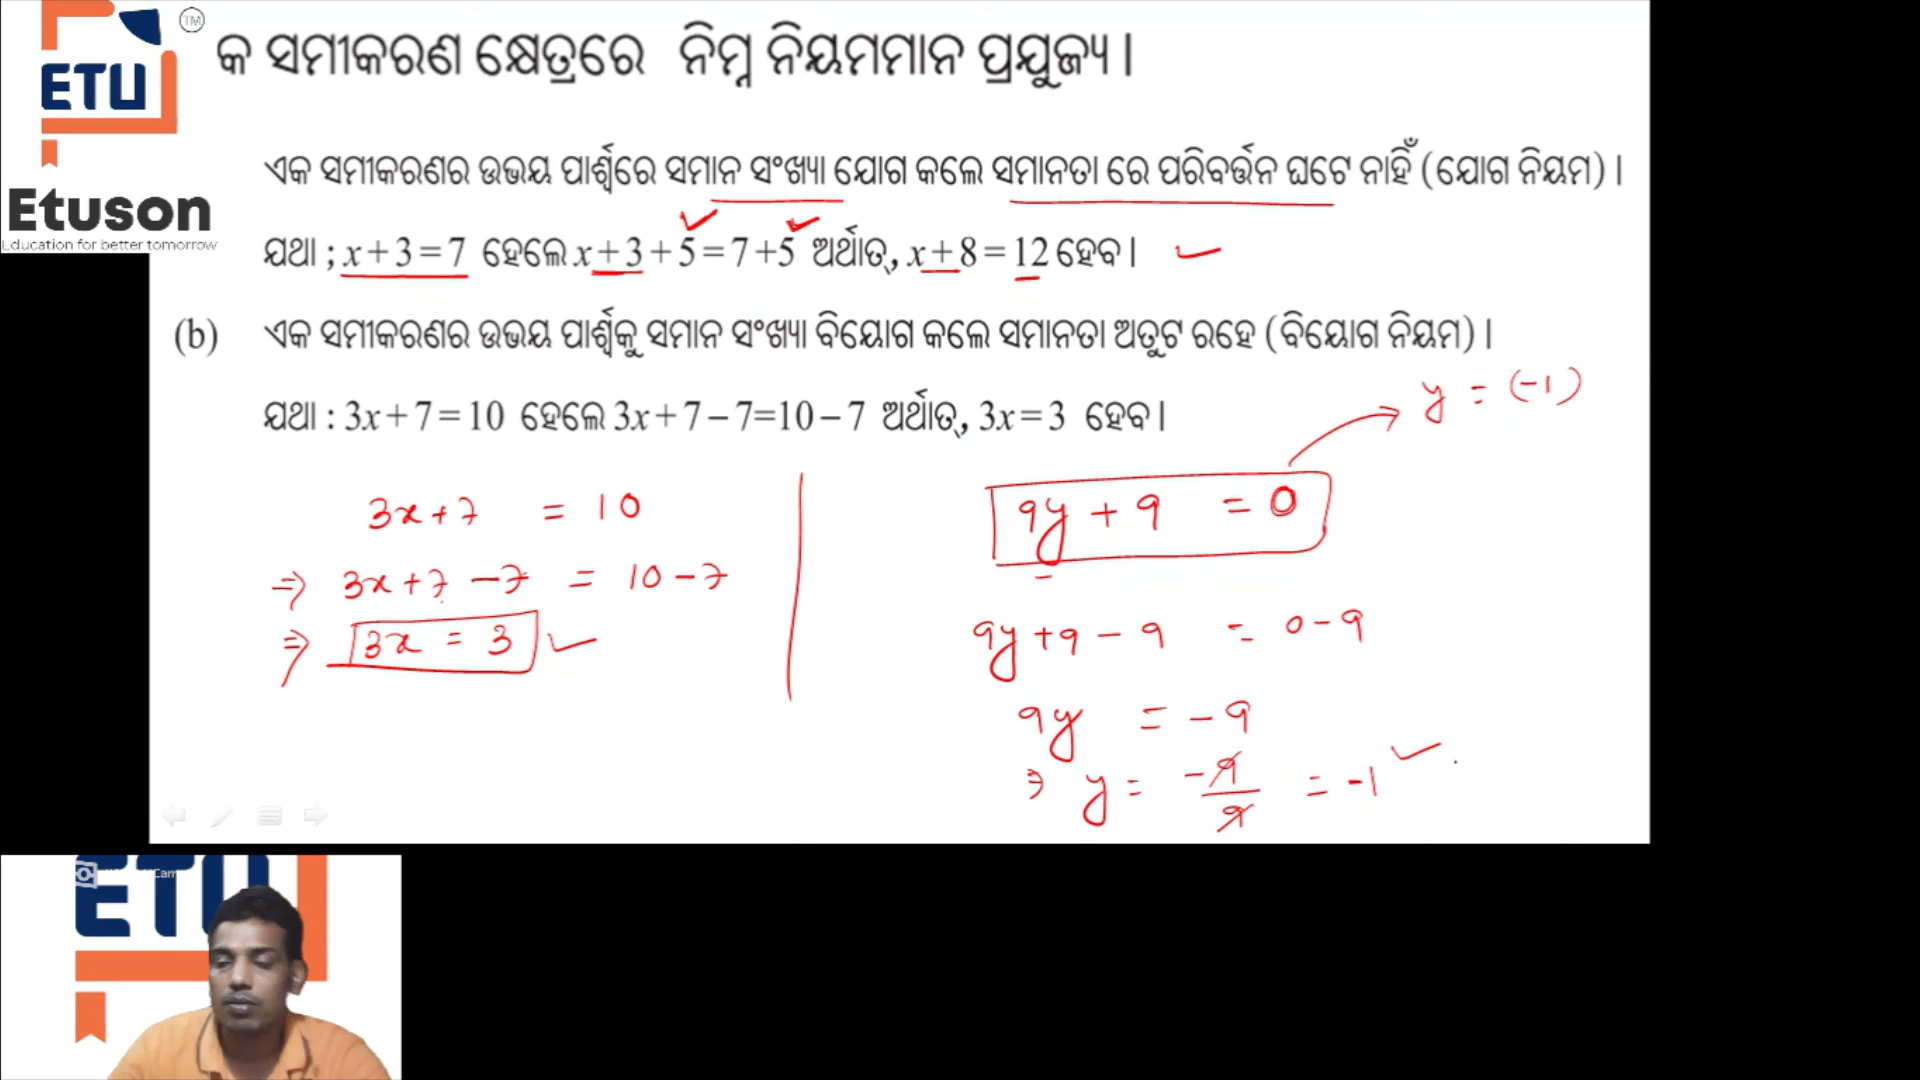 ETU
TM
Etuson
Education for better tomorrow
କ ସମୀକରଣ କ୍ଷେତ୍ରରେ ନିମ୍ନ ନିୟମମାନ ପ୍ରଯୁଜ୍ୟ।
ଏକ ସମୀକରଣର ଉଭୟ ପାର୍ଶ୍ୱରେ ସମାନ ସଂଖ୍ୟା ଯୋଗ କଲେ ସମାନତା ରେ ପରିବର୍ତ୍ତନ ଘଟେ ନାହିଁ (ଯୋଗ ନିୟମ)।
ଯଥା ; x+3=7 ହେଲେ x+3+5=7+5 ଅର୍ଥାତ୍, x+8=12 ହେବ।
(b) ଏକ ସମୀକରଣର ଉଭୟ ପାର୍ଶ୍ୱକୁ ସମାନ ସଂଖ୍ୟା ବିୟୋଗ କଲେ ସମାନତା ଅତୁଟ ରହେ (ବିୟୋଗ ନିୟମ)।
ଯଥା : 3x+7=10 ହେଲେ 3x+7–7=10–7 ଅର୍ଥାତ୍, 3x=3 ହେବ।
3x+7 = 10
⇒ 3x+7 -7 = 10-7
⇒ 3x = 3
y = (-1)
9y + 9 = 0
9y +9 - 9 = 0-9
9y = -9
⇒ y = -9/9 = -1
ETU